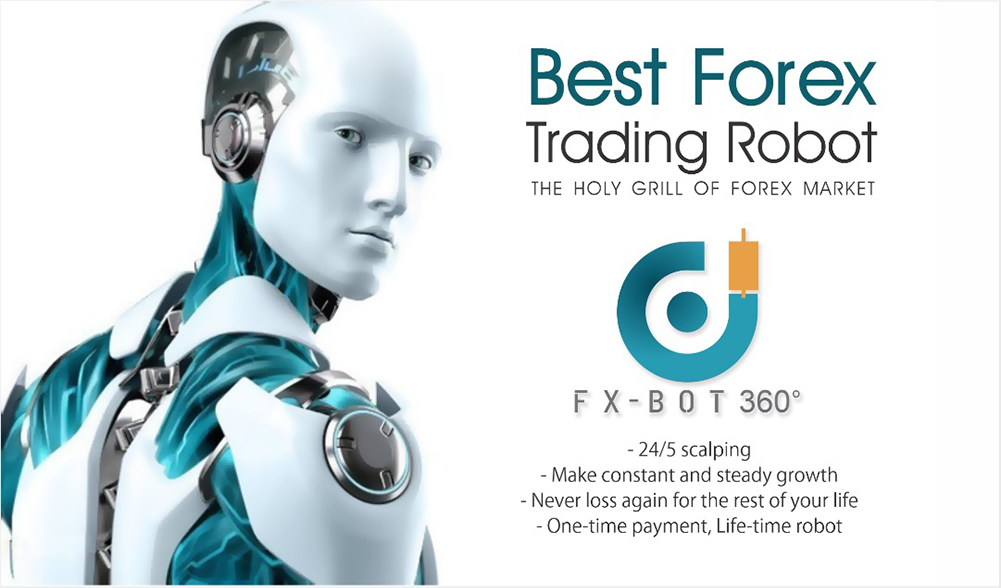 Best Forex
Trading Robot
THE HOLY GRILL OF FOREX MARKET
FX-BOT 360°
- 24/5 scalping
- Make constant and steady growth
- Never loss again for the rest of your life
- One-time payment, Life-time robot